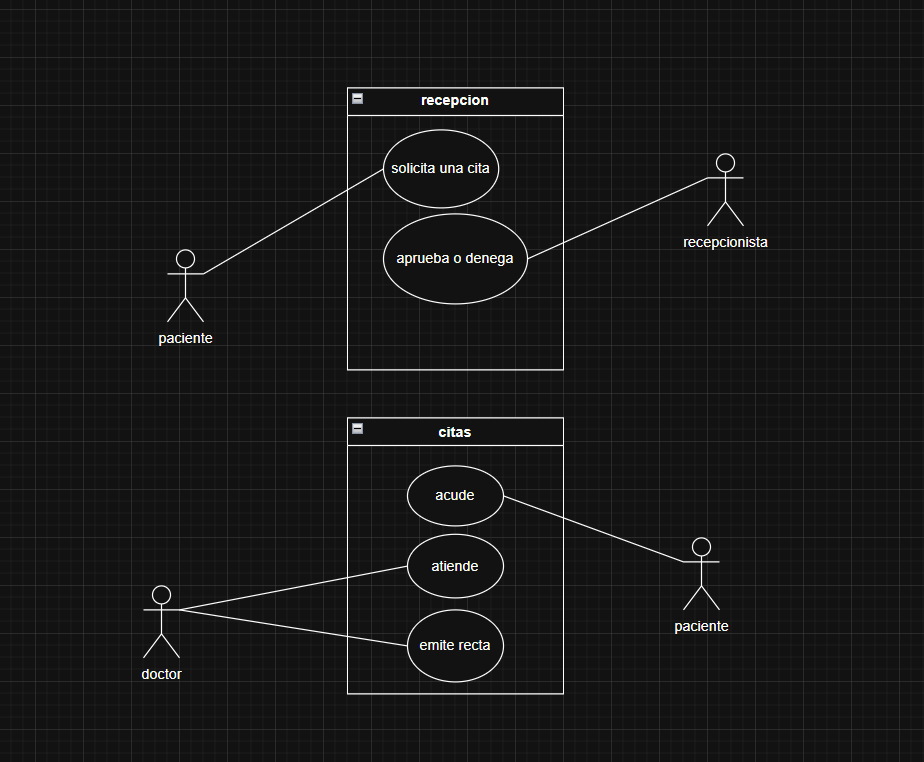 recepcion
solicita una cita
recepcionista
aprueba o denega
paciente
citas
acude
atiende
paciente
emite recta
doctor